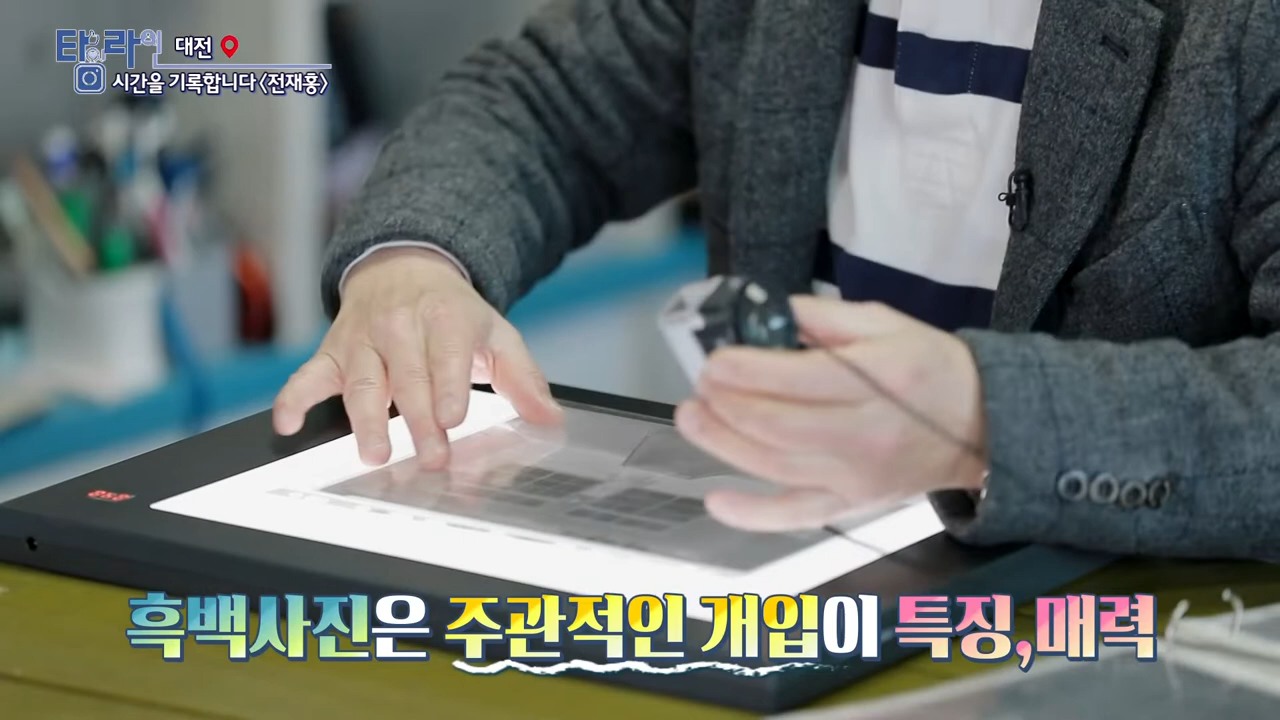 타라의 대전
시간을 기록합니다 <전재홍>
흑백사진은 주관적인 개입이 특징,매력